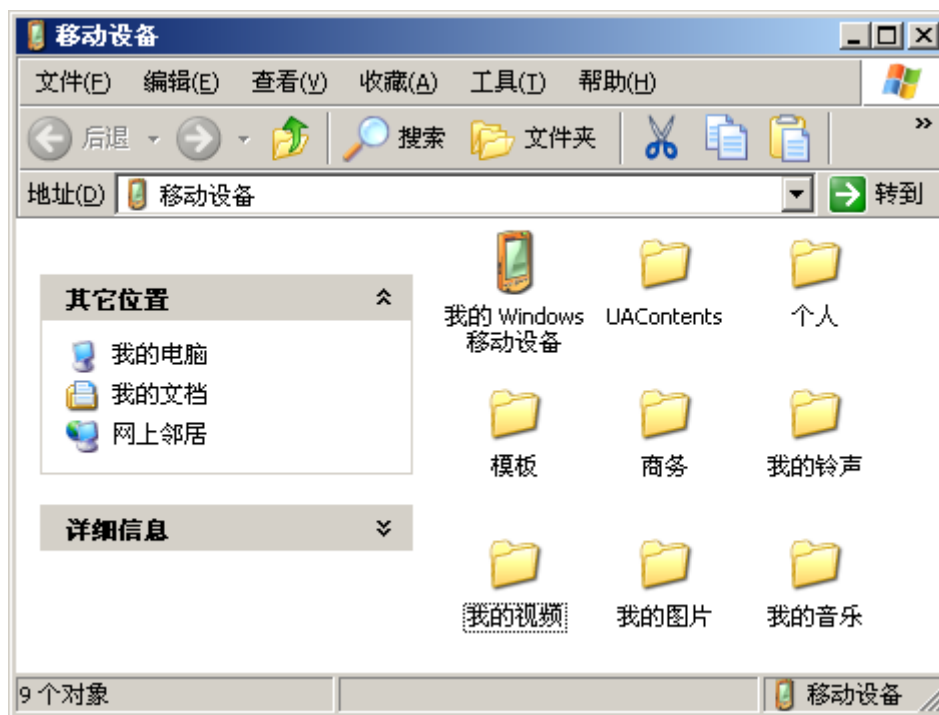 移动设备
文件(F) 编辑(E) 查看(V) 收藏(A) 工具(T) 帮助(H)
后退 搜索 文件夹 »
地址(D) 移动设备 转到
其它位置
我的电脑
我的文档
网上邻居
详细信息
我的 Windows
移动设备
UAContents
个人
模板
商务
我的铃声
我的视频
我的图片
我的音乐
9 个对象
移动设备